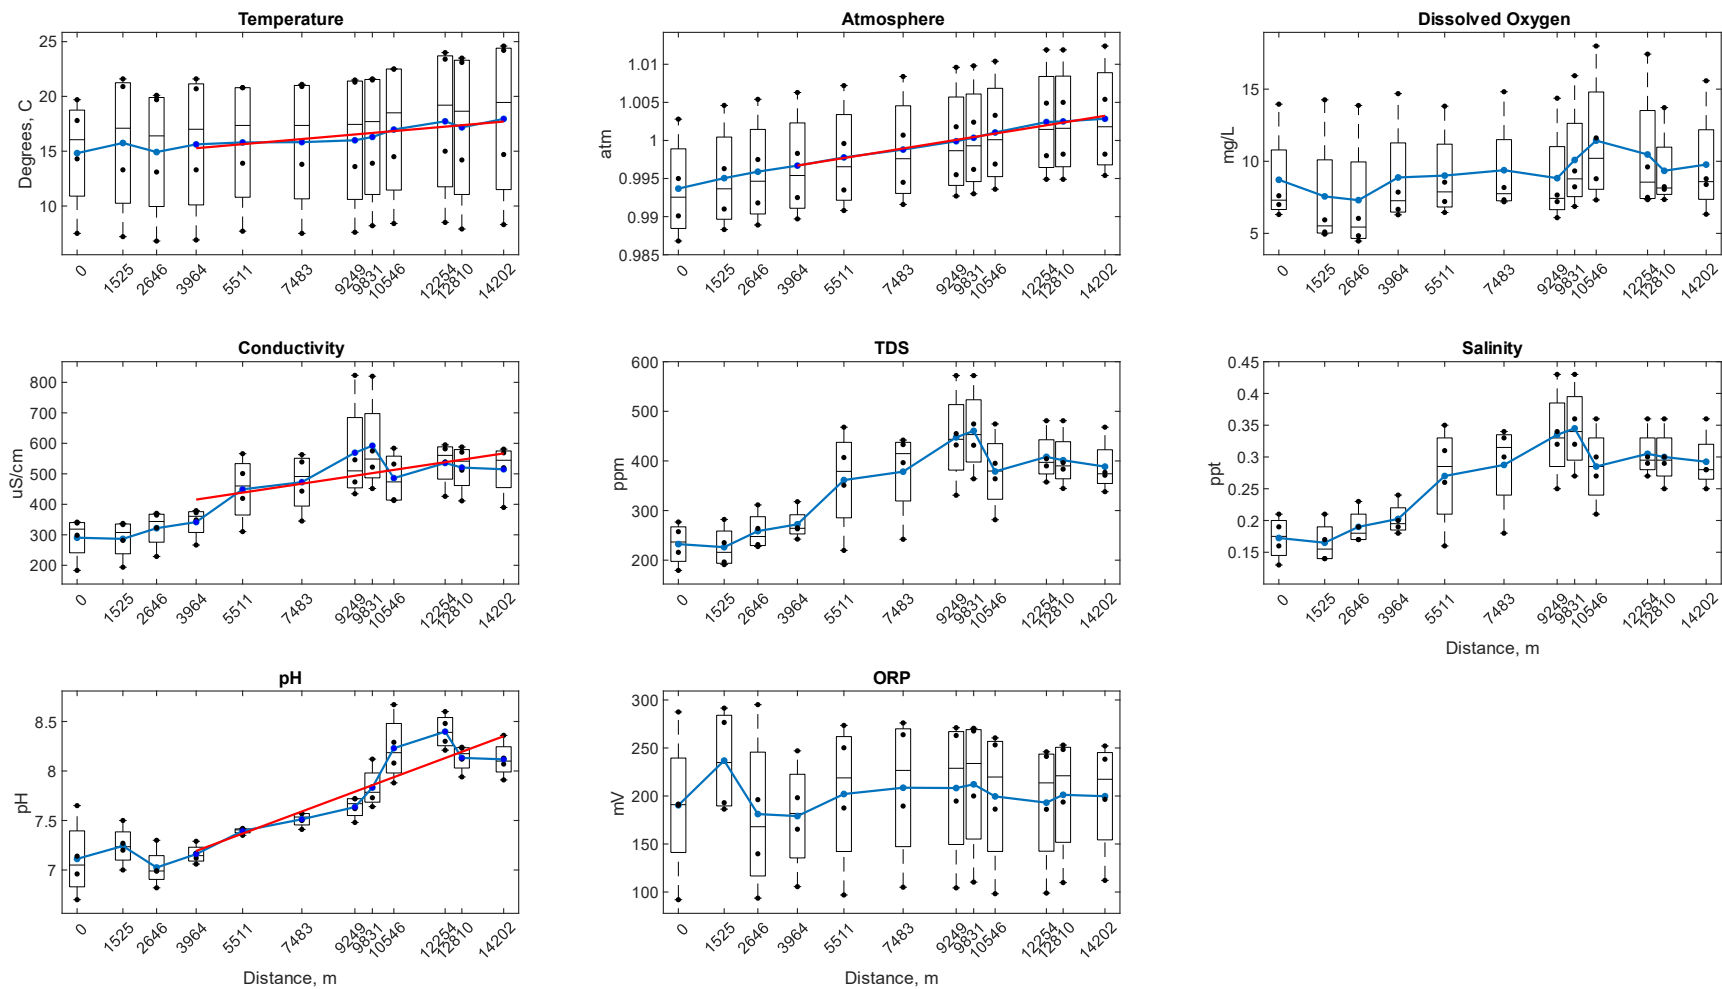 Temperature
Degrees, C
25
20
15
10
0 1525 2646 3964 5511 7483 9249 9831 10546 12254 12810 14202
Atmosphere
atm
1.01
1.005
1
0.995
0.99
0.985
0 1525 2646 3964 5511 7483 9249 9831 10546 12254 12810 14202
Dissolved Oxygen
mg/L
15
10
5
0 1525 2646 3964 5511 7483 9249 9831 10546 12254 12810 14202
Conductivity
uS/cm
800
700
600
500
400
300
200
0 1525 2646 3964 5511 7483 9249 9831 10546 12254 12810 14202
TDS
ppm
600
500
400
300
200
0 1525 2646 3964 5511 7483 9249 9831 10546 12254 12810 14202
Salinity
ppt
0.45
0.4
0.35
0.3
0.25
0.2
0.15
0 1525 2646 3964 5511 7483 9249 9831 10546 12254 12810 14202
Distance, m
pH
pH
8.5
8
7.5
7
0 1525 2646 3964 5511 7483 9249 9831 10546 12254 12810 14202
Distance, m
ORP
mV
300
250
200
150
100
0 1525 2646 3964 5511 7483 9249 9831 10546 12254 12810 14202
Distance, m